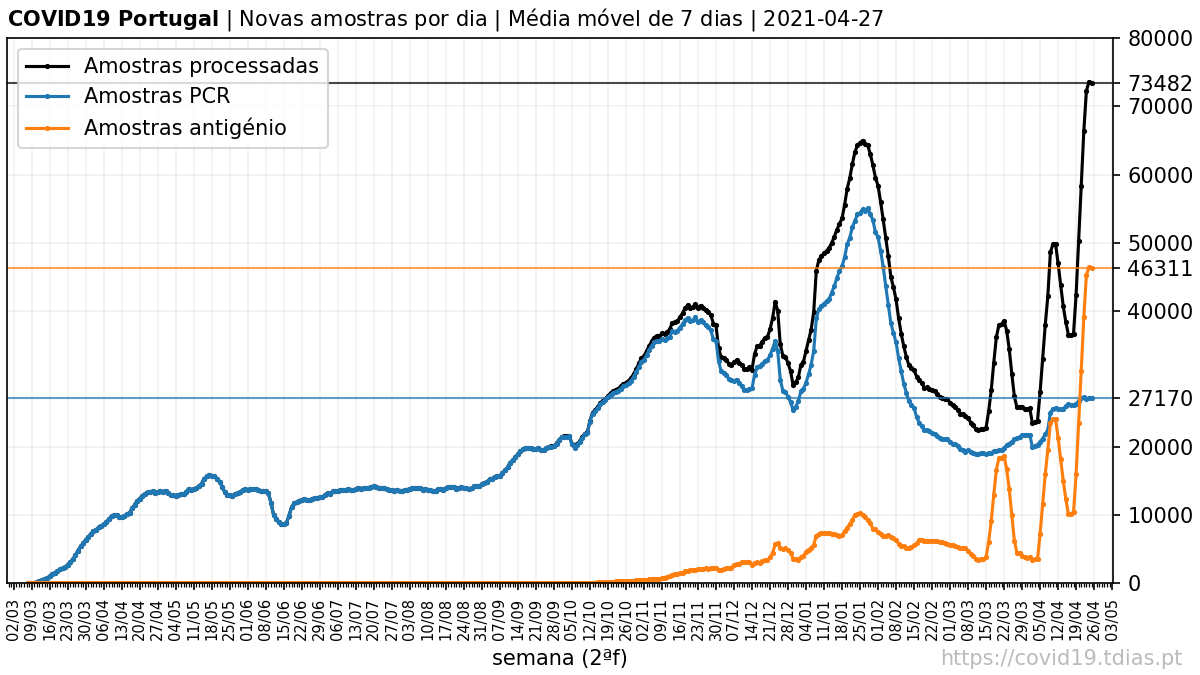 COVID19 Portugal | Novas amostras por dia | Média móvel de 7 dias | 2021-04-27
Amostras processadas
Amostras PCR
Amostras antigénio
80000
73482
70000
60000
50000
46311
40000
27170
20000
10000
0
02/03 09/03 16/03 23/03 30/03 06/04 13/04 20/04 27/04 04/05 11/05 18/05 25/05 01/06 08/06 15/06 22/06 29/06 06/07 13/07 20/07 27/07 03/08 10/08 17/08 24/08 31/08 07/09 14/09 21/09 28/09 05/10 12/10 19/10 26/10 02/11 09/11 16/11 23/11 30/11 07/12 14/12 21/12 28/12 04/01 11/01 18/01 25/01 01/02 08/02 15/02 22/02 01/03 08/03 15/03 22/03 29/03 05/04 12/04 19/04 26/04 03/05
semana (2ªf)
https://covid19.tdias.pt